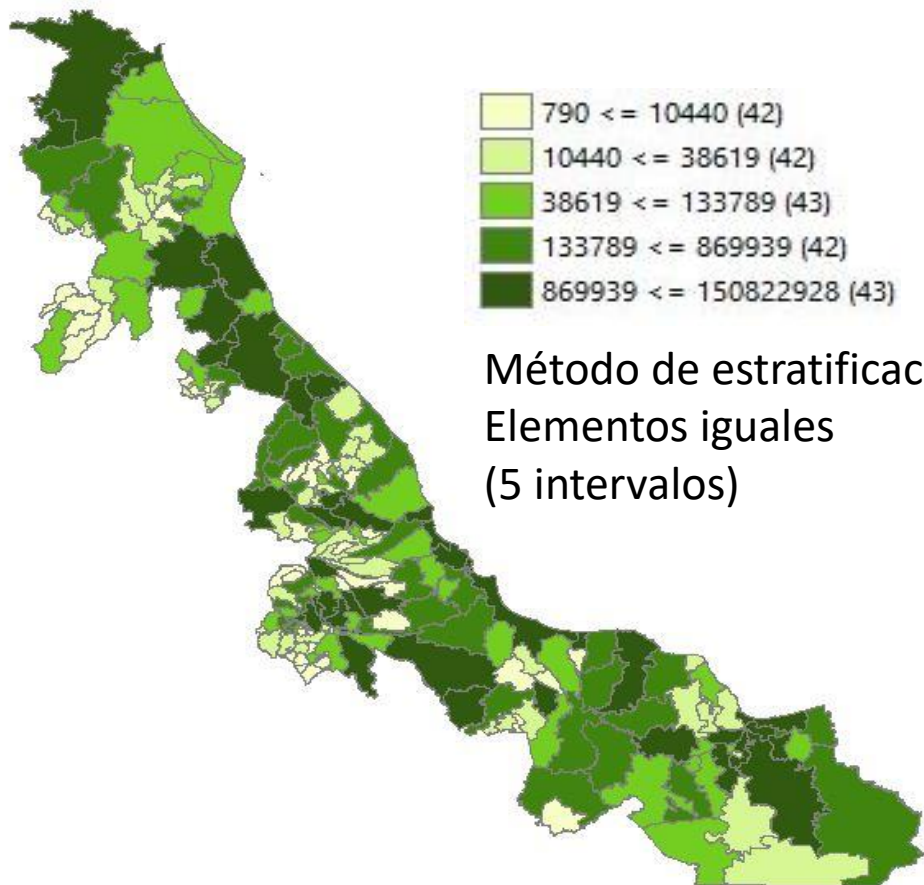 790 <= 10440 (42)
10440 <= 38619 (42)
38619 <= 133789 (43)
133789 <= 869939 (42)
869939 <= 150822928 (43)
Método de estratificac
Elementos iguales
(5 intervalos)